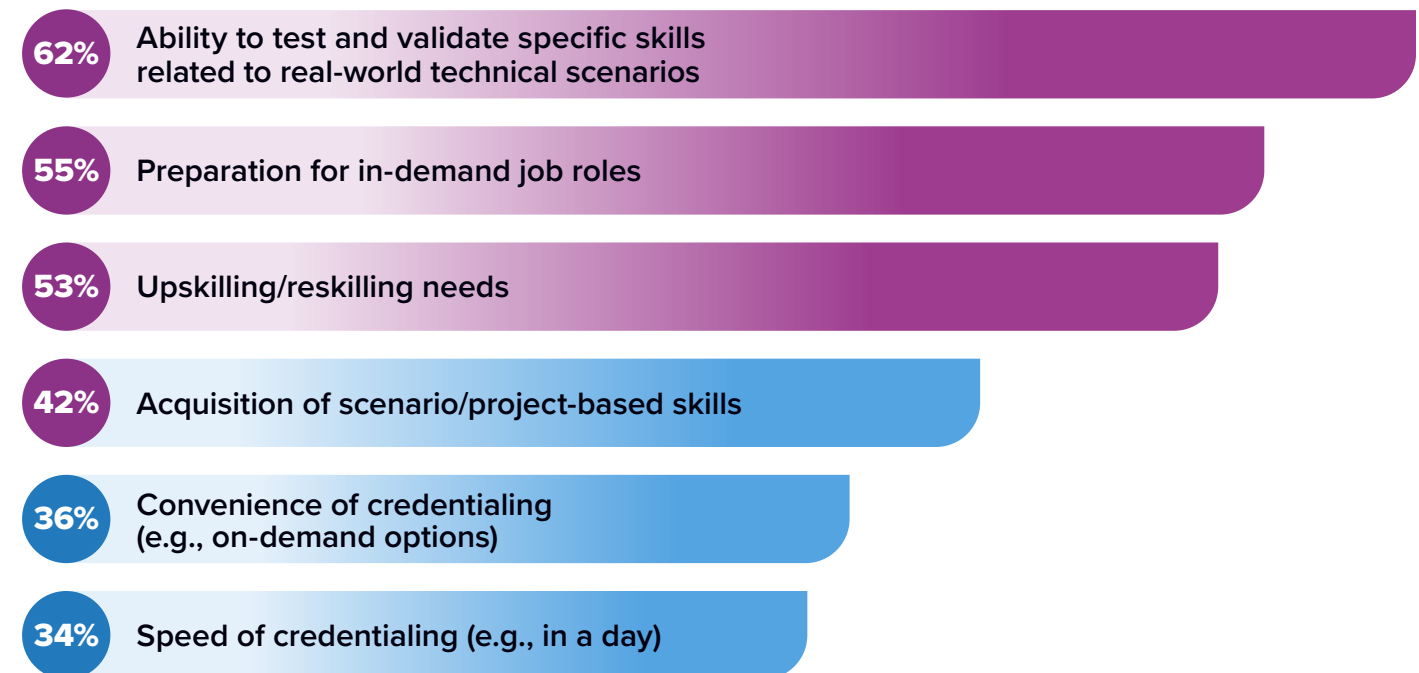 62%
Ability to test and validate specific skills
related to real-world technical scenarios
55%
Preparation for in-demand job roles
53%
Upskilling/reskilling needs
42%
Acquisition of scenario/project-based skills
36%
Convenience of credentialing
(e.g., on-demand options)
34%
Speed of credentialing (e.g., in a day)